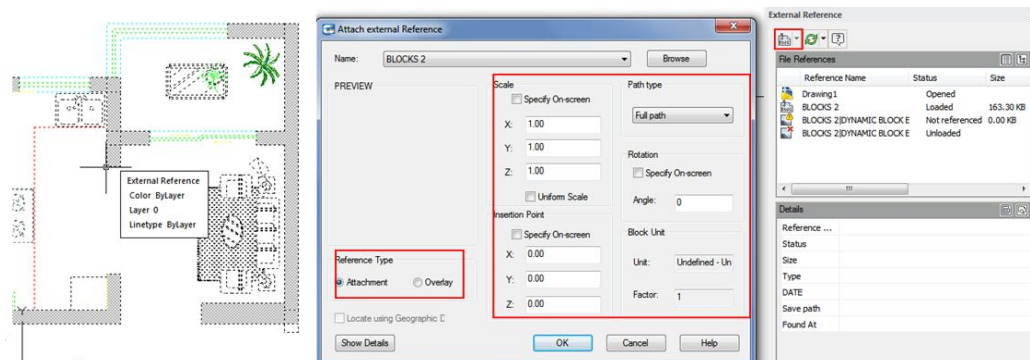 External Reference
Color ByLayer
Layer 0
Linetype ByLayer
Y
Attach external Reference
Name:
BLOCKS 2
Browse
PREVIEW
Scale
Specify On-screen
X: 1.00
Y: 1.00
Z: 1.00
Uniform Scale
Path type
Full path
Rotation
Specify On-screen
Angle: 0
Insertion Point
Specify On-screen
X: 0.00
Y: 0.00
Z: 0.00
Block Unit
Unit: Undefined - Un
Factor: 1
Reference Type
Attachment
Overlay
Locate using Geographic D
Show Details
OK
Cancel
Help
External Reference
File References
Reference Name Status Size
Drawing1 Opened
BLOCKS 2 Loaded 163.30 KB
BLOCKS 2|DYNAMIC BLOCK E Not referenced 0.00 KB
BLOCKS 2|DYNAMIC BLOCK E Unloaded
Details
Reference ...
Status
Size
Type
DATE
Save path
Found At